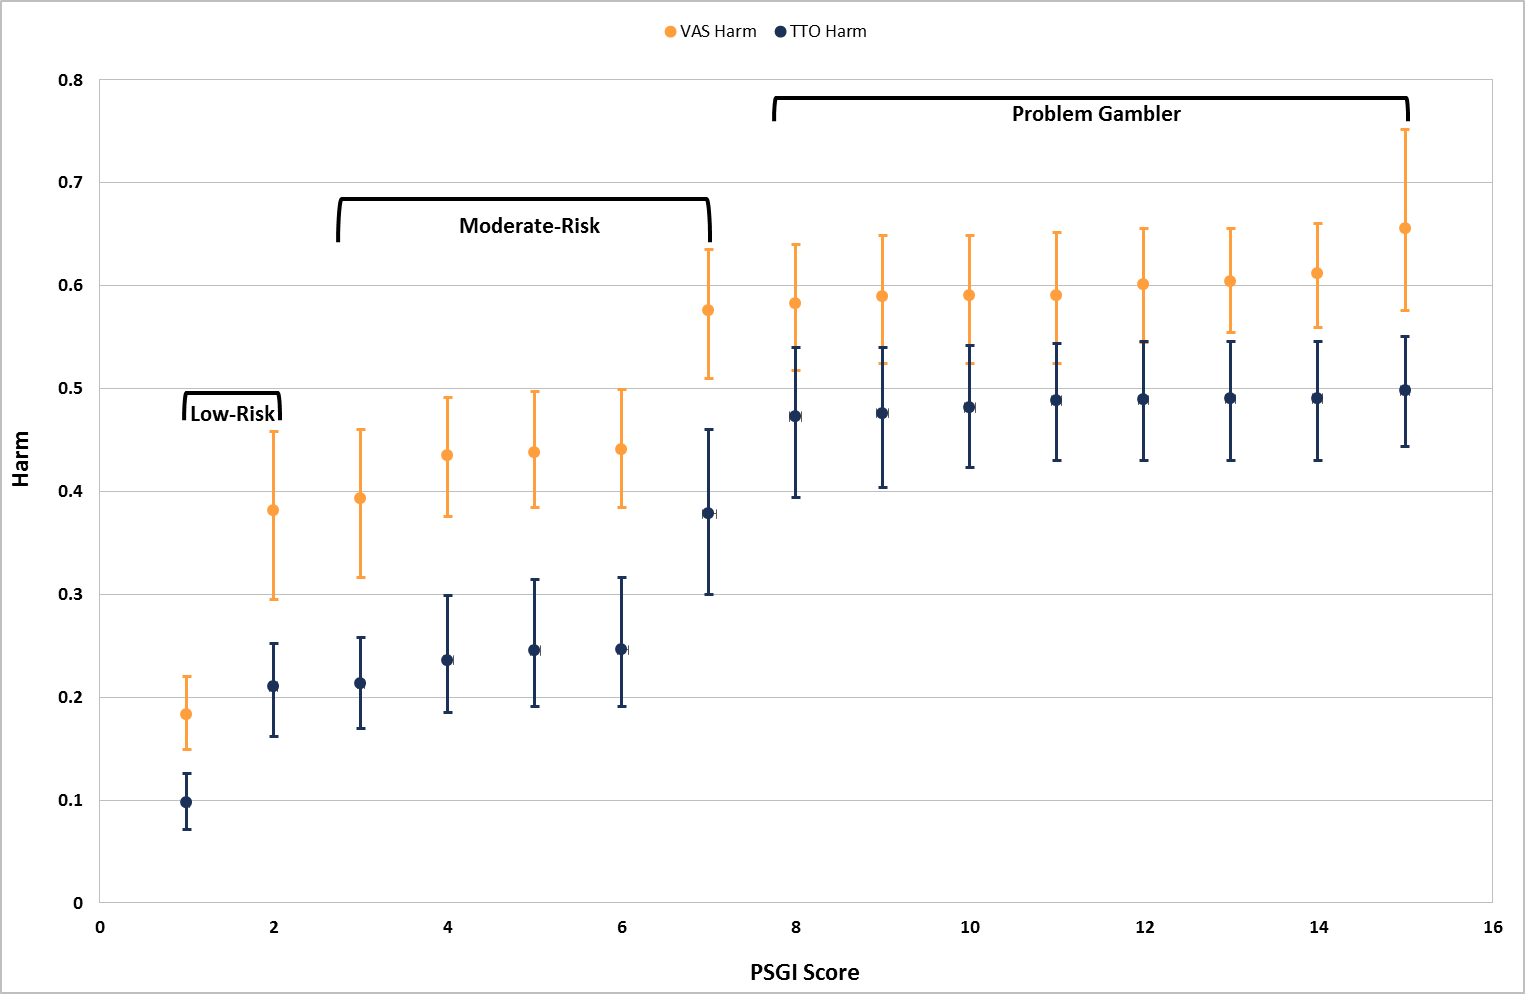 VAS Harm TTO Harm
0.8
Problem Gambler
0.7
Moderate-Risk
0.6
0.5
Low-Risk
Harm
0.4
0.3
0.2
0.1
0
0 2 4 6 8 10 12 14 16
PSGI Score